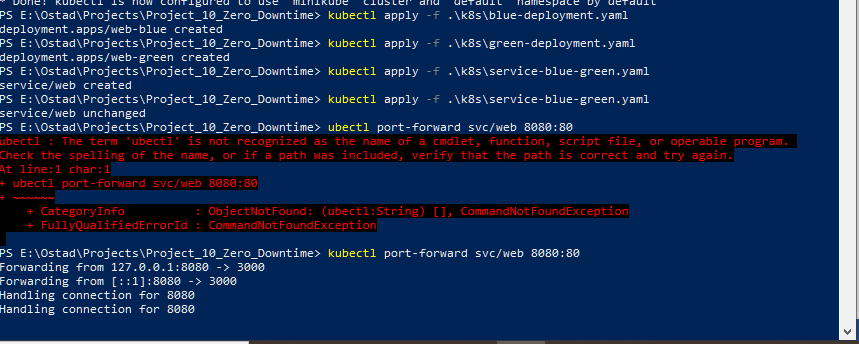 * Done! kubectl is now configured to use "minikube" cluster and "default" namespace by default
PS E:\Ostad\Projects\Project_10_Zero_Downtime> kubectl apply -f .\k8s\blue-deployment.yaml
deployment.apps/web-blue created
PS E:\Ostad\Projects\Project_10_Zero_Downtime> kubectl apply -f .\k8s\green-deployment.yaml
deployment.apps/web-green created
PS E:\Ostad\Projects\Project_10_Zero_Downtime> kubectl apply -f .\k8s\service-blue-green.yaml
service/web created
PS E:\Ostad\Projects\Project_10_Zero_Downtime> kubectl apply -f .\k8s\service-blue-green.yaml
service/web unchanged
PS E:\Ostad\Projects\Project_10_Zero_Downtime> ubectl port-forward svc/web 8080:80
ubectl : The term 'ubectl' is not recognized as the name of a cmdlet, function, script file, or operable program.
Check the spelling of the name, or if a path was included, verify that the path is correct and try again.
At line:1 char:1
+ ubectl port-forward svc/web 8080:80
+ ~~~~~~
    + CategoryInfo          : ObjectNotFound: (ubectl:String) [], CommandNotFoundException
    + FullyQualifiedErrorId : CommandNotFoundException
PS E:\Ostad\Projects\Project_10_Zero_Downtime> kubectl port-forward svc/web 8080:80
Forwarding from 127.0.0.1:8080 -> 3000
Forwarding from [::1]:8080 -> 3000
Handling connection for 8080
Handling connection for 8080